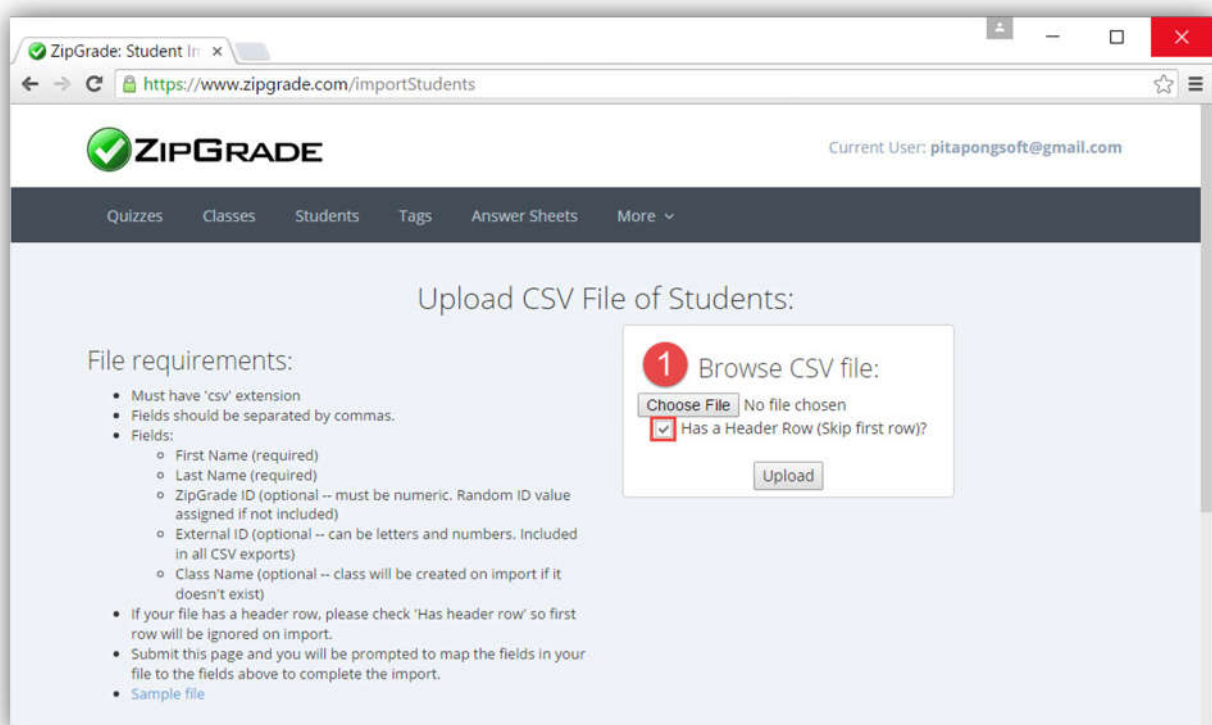 ZipGrade: Student Im
https://www.zipgrade.com/importStudents
ZIPGRADE
Current User: pitapongsoft@gmail.com
Quizzes Classes Students Tags Answer Sheets More
Upload CSV File of Students:
File requirements:
Must have 'csv' extension
Fields should be separated by commas.
Fields:
First Name (required)
Last Name (required)
ZipGrade ID (optional -- must be numeric. Random ID value
assigned if not included)
External ID (optional -- can be letters and numbers. Included
in all CSV exports)
Class Name (optional -- class will be created on import if it
doesn't exist)
If your file has a header row, please check 'Has header row' so first
row will be ignored on import.
Submit this page and you will be prompted to map the fields in your
file to the fields above to complete the import.
Sample file
1 Browse CSV file:
Choose File No file chosen
Has a Header Row (Skip first row)?
Upload